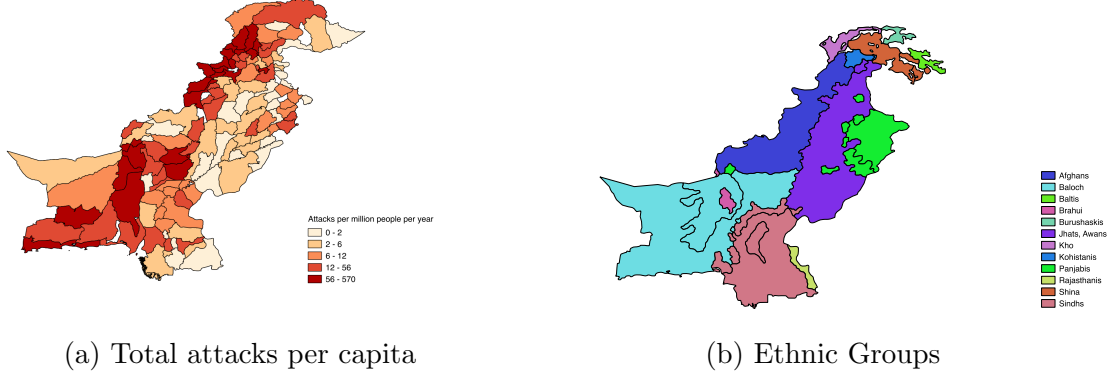 Attacks per million people per year
0 - 2
2 - 6
6 - 12
12 - 56
56 - 570
Afghans
Baloch
Baltis
Brahui
Burushaskis
Jhats, Awans
Kho
Kohistanis
Panjabis
Rajasthanis
Shina
Sindhs
(a) Total attacks per capita
(b) Ethnic Groups